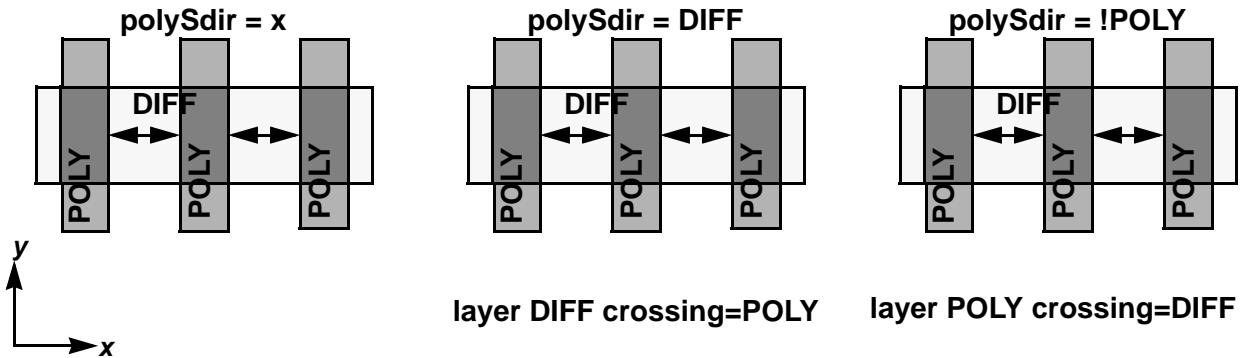 polySdir = x
DIFF
POLY
POLY
POLY
polySdir = DIFF
DIFF
POLY
POLY
POLY
layer DIFF crossing=POLY
polySdir = !POLY
DIFF
POLY
POLY
POLY
layer POLY crossing=DIFF
y
x